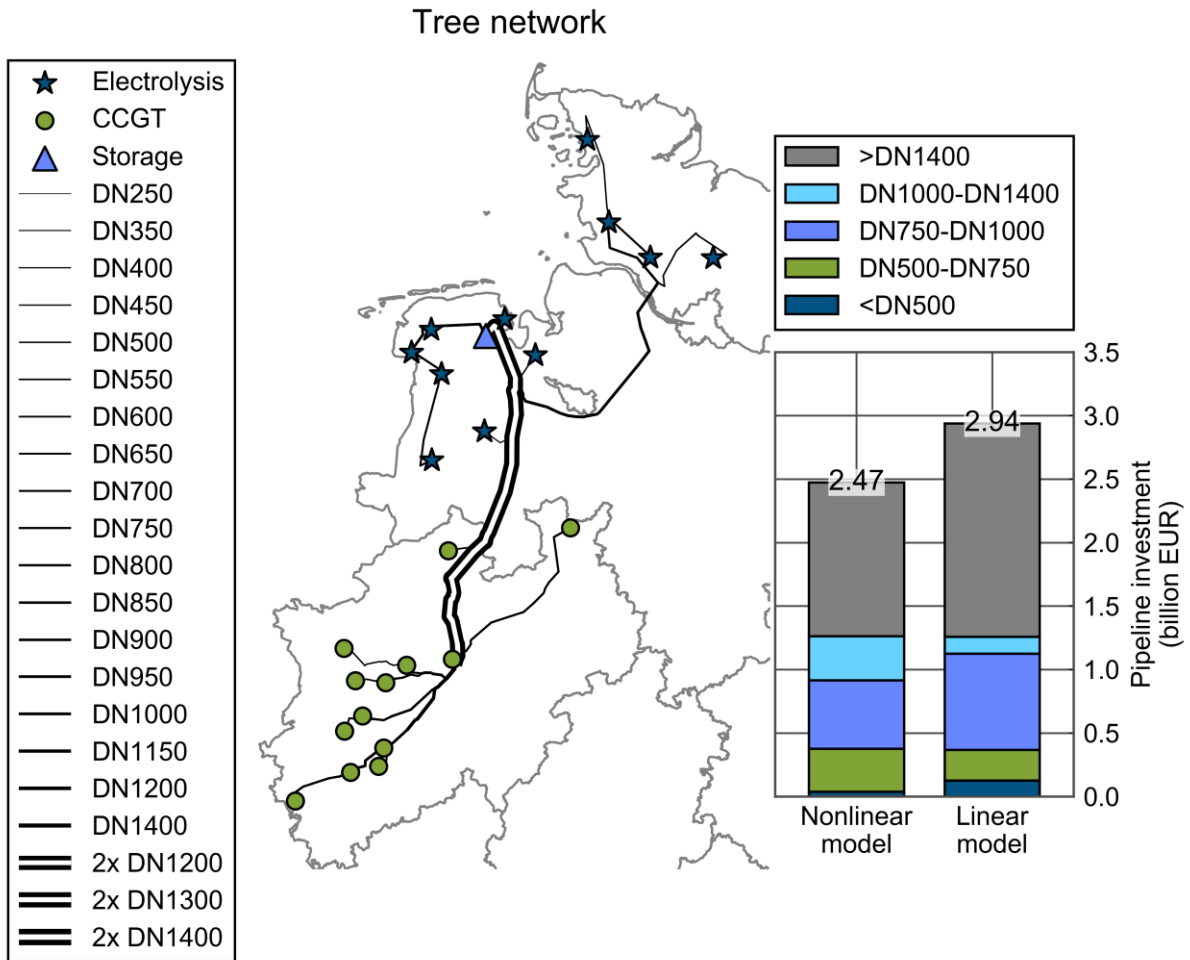 Tree network
Electrolysis
CCGT
Storage
DN250
DN350
DN400
DN450
DN500
DN550
DN600
DN650
DN700
DN750
DN800
DN850
DN900
DN950
DN1000
DN1150
DN1200
DN1400
2x DN1200
2x DN1300
2x DN1400
>DN1400
DN1000-DN1400
DN750-DN1000
DN500-DN750
<DN500
2.47
2.94
3.5
3.0
2.5
2.0
1.5
1.0
0.5
0.0
Pipeline investment
(billion EUR)
Nonlinear
model
Linear
model